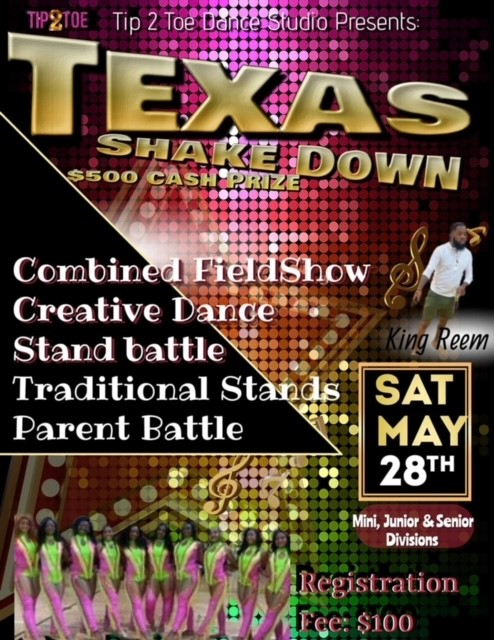 TIP2TOE
Tip 2 Toe Dance Studio Presents:
TEXAS
SHAKE DOWN
$500 CASH PRIZE
Combined FieldShow
Creative Dance
Stand battle
Traditional Stands
Parent Battle
King Reem
SAT
MAY
28TH
Mini, Junior & Senior
Divisions
Registration
Fee: $100